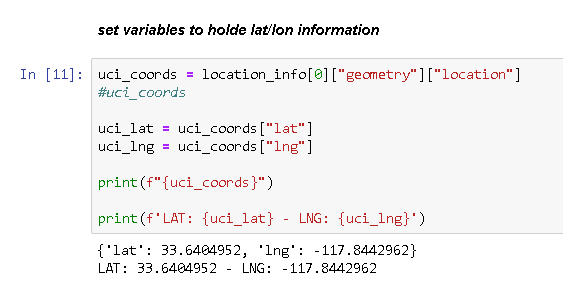 set variables to holde lat/lon information
In [11]: uci_coords = location_info[0]["geometry"]["location"]
#uci_coords
uci_lat = uci_coords["lat"]
uci_lng = uci_coords["lng"]
print(f"{uci_coords}")
print(f'LAT: {uci_lat} - LNG: {uci_lng}')
{'lat': 33.6404952, 'lng': -117.8442962}
LAT: 33.6404952 - LNG: -117.8442962